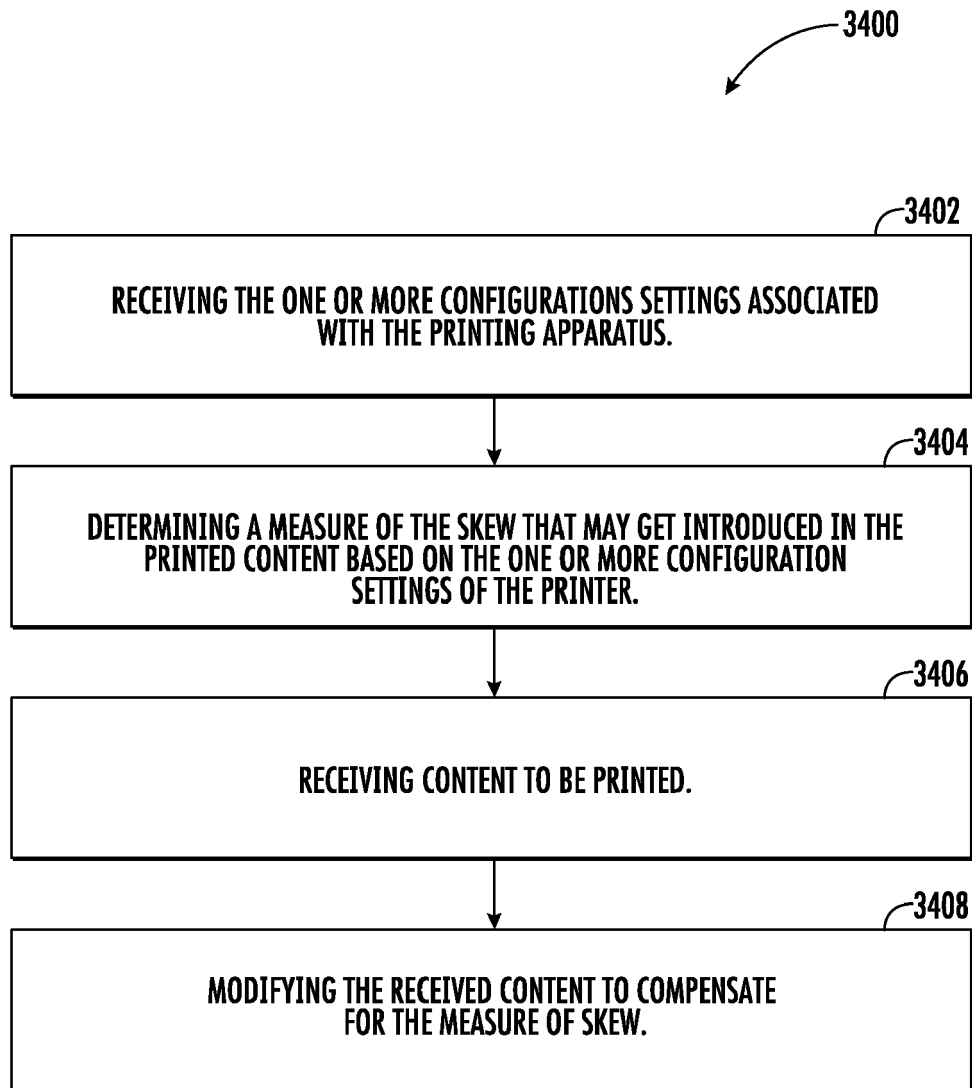 3400
3402
RECEIVING THE ONE OR MORE CONFIGURATIONS SETTINGS ASSOCIATED
WITH THE PRINTING APPARATUS.
3404
DETERMINING A MEASURE OF THE SKEW THAT MAY GET INTRODUCED IN THE
PRINTED CONTENT BASED ON THE ONE OR MORE CONFIGURATION
SETTINGS OF THE PRINTER.
3406
RECEIVING CONTENT TO BE PRINTED.
3408
MODIFYING THE RECEIVED CONTENT TO COMPENSATE
FOR THE MEASURE OF SKEW.